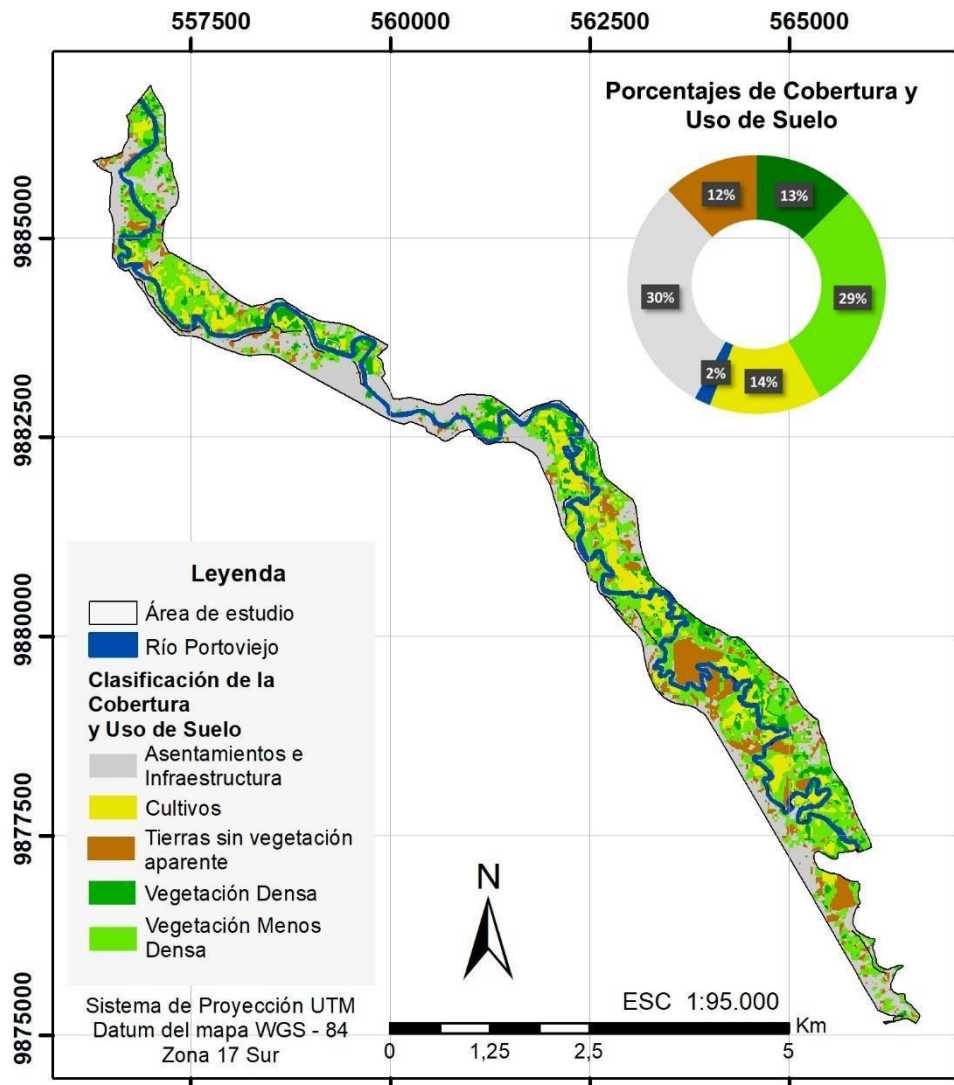 557500 560000 562500 565000
Porcentajes de Cobertura y
Uso de Suelo
12%
13%
30%
29%
2%
14%
9885000
9882500
9880000
9877500
9875000
Leyenda
Área de estudio
Río Portoviejo
Clasificación de la
Cobertura
y Uso de Suelo
Asentamientos e
Infraestructura
Cultivos
Tierras sin vegetación
aparente
Vegetación Densa
Vegetación Menos
Densa
Sistema de Proyección UTM
Datum del mapa WGS - 84
Zona 17 Sur
N
ESC 1:95.000
Km
0 1,25 2,5 5